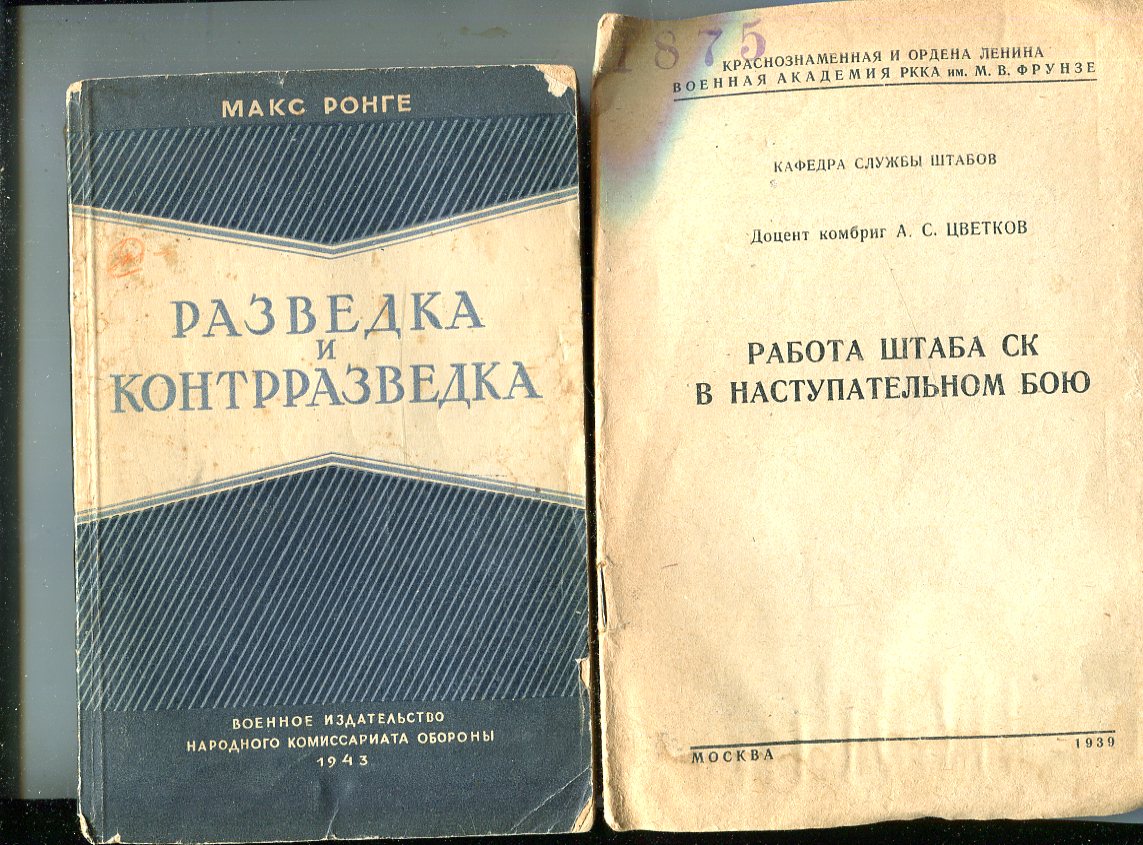 МАКС РОНГЕ
РАЗВЕДКА
И
КОНТРРАЗВЕДКА
ВОЕННОЕ ИЗДАТЕЛЬСТВО
НАРОДНОГО КОМИССАРИАТА ОБОРОНЫ
1943
1875
КРАСНОЗНАМЕННАЯ И ОРДЕНА ЛЕНИНА
ВОЕННАЯ АКАДЕМИЯ РККА им. М. В. ФРУНЗЕ
КАФЕДРА СЛУЖБЫ ШТАБОВ
Доцент комбриг А. С. ЦВЕТКОВ
РАБОТА ШТАБА СК
В НАСТУПАТЕЛЬНОМ БОЮ
МОСКВА 1939